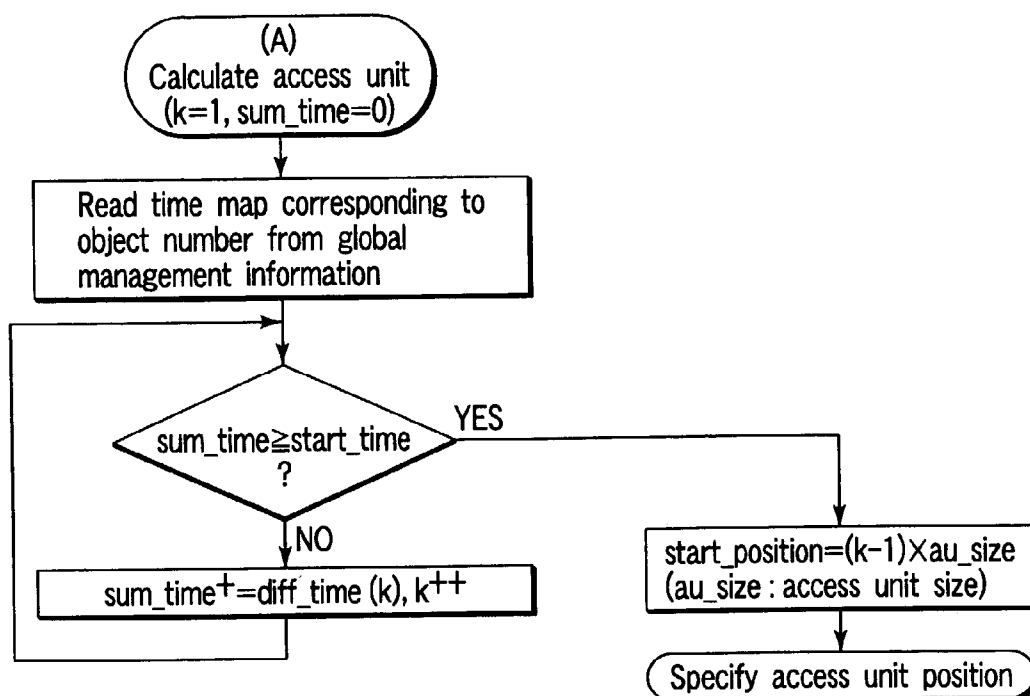 (A)
Calculate access unit
(k=1, sum_time=0)
Read time map corresponding to
object number from global
management information
sum_time≧start_time
?
YES
NO
sum_time+=diff_time (k), k++
start_position=(k-1)×au_size
(au_size : access unit size)
Specify access unit position